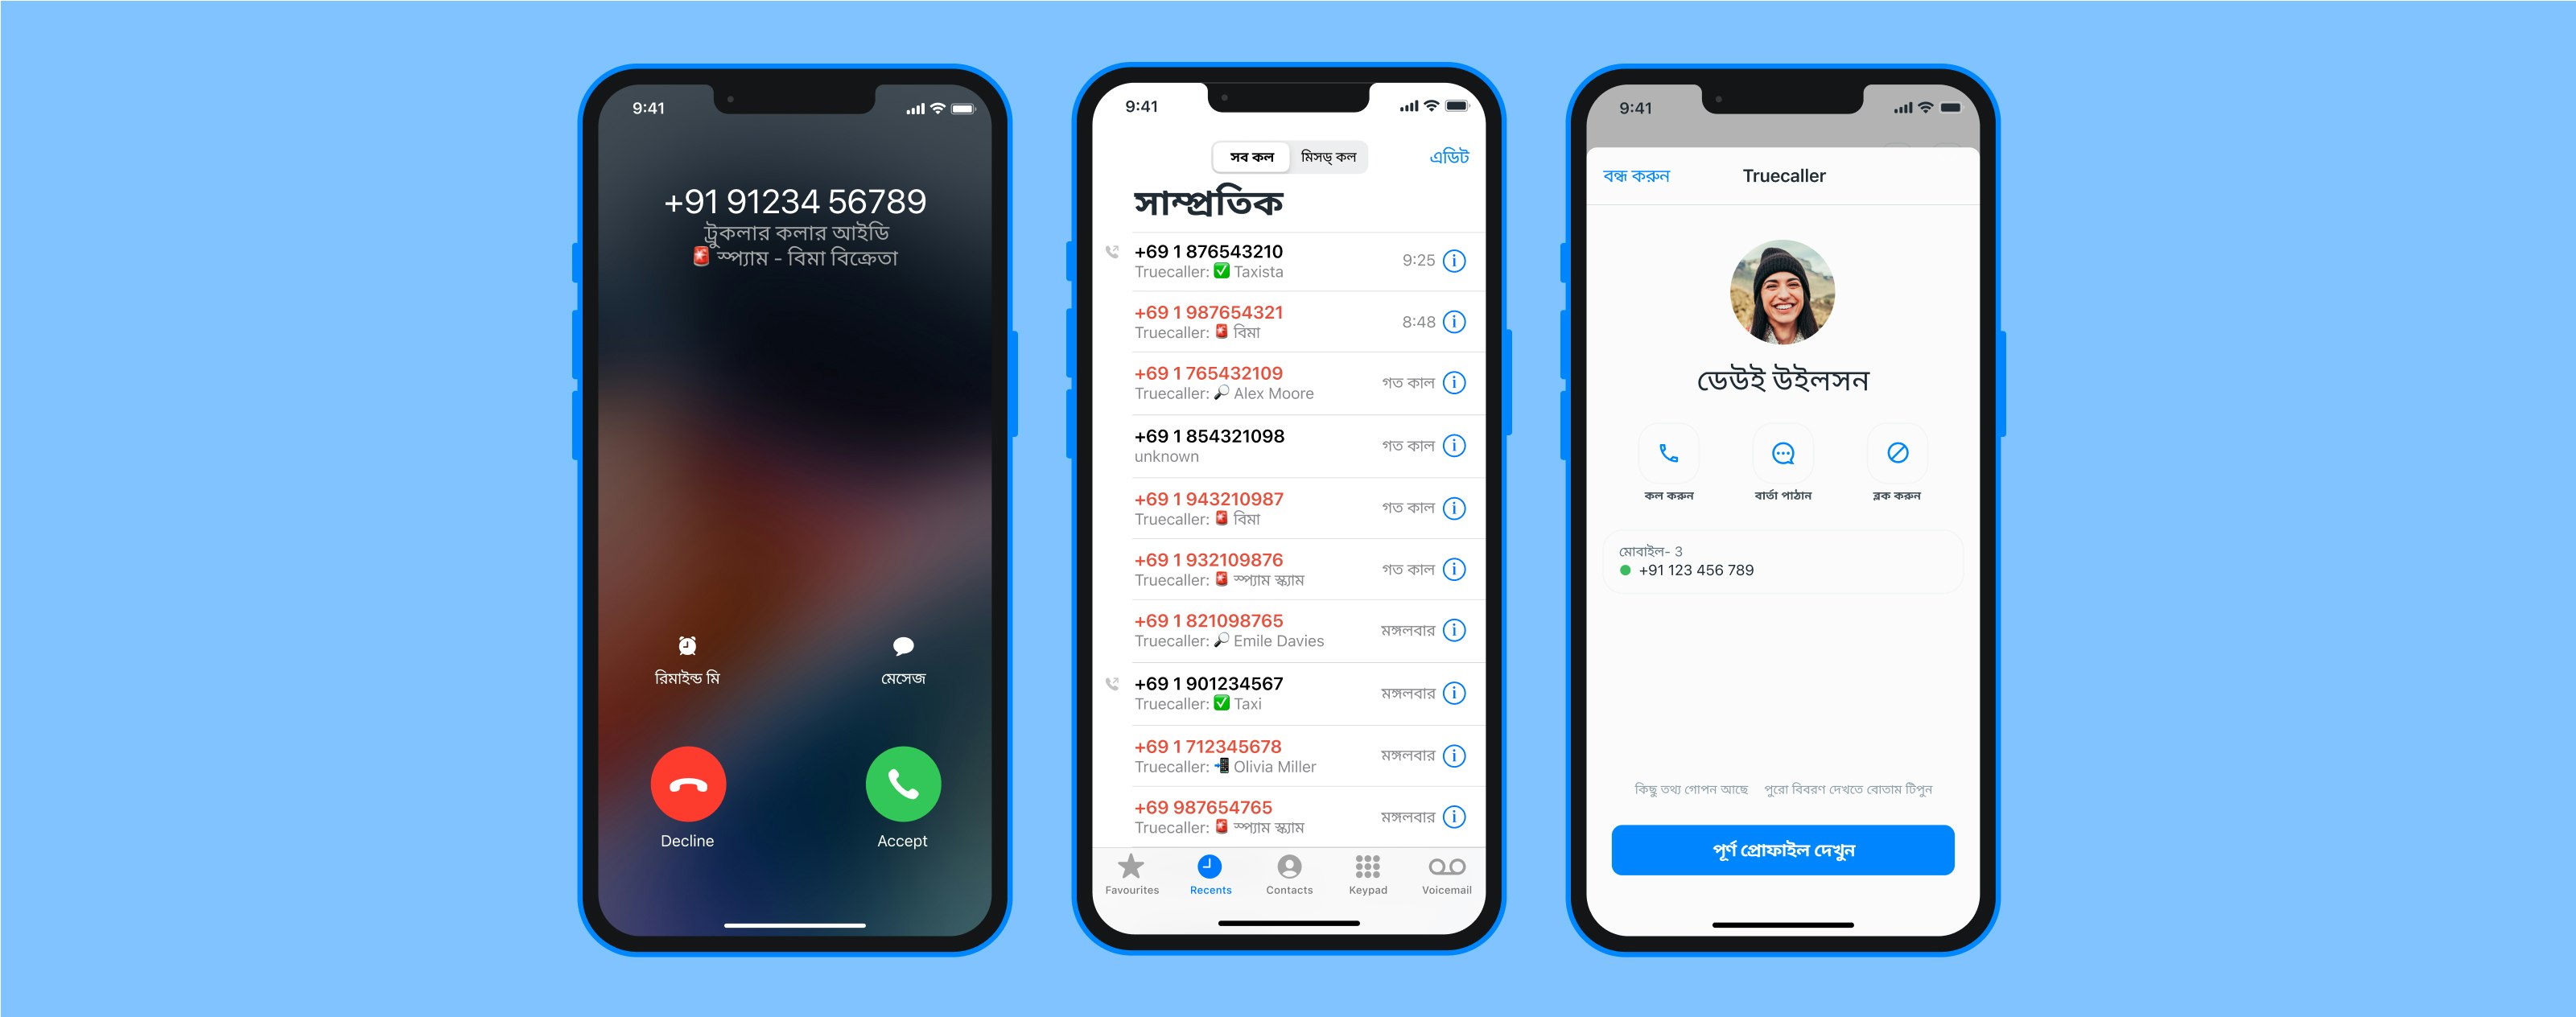 9:41
+91 91234 56789
ট্রুকলার কলার আইডি
🚨 স্প্যাম - বিমা বিক্রেতা
রিমাইন্ড মি
মেসেজ
Decline
Accept
9:41
সব কল
মিসড্ কল
এডিট
সাম্প্রতিক
+69 1 876543210
Truecaller: ✅ Taxista
9:25
+69 1 987654321
Truecaller: 🚨 বিমা
8:48
+69 1 765432109
Truecaller: 🔎 Alex Moore
গত কাল
+69 1 854321098
unknown
গত কাল
+69 1 943210987
Truecaller: 🚨 বিমা
গত কাল
+69 1 932109876
Truecaller: 🚨 স্প্যাম স্ক্যাম
গত কাল
+69 1 821098765
Truecaller: 🔎 Emile Davies
মঙ্গলবার
+69 1 901234567
Truecaller: ✅ Taxi
মঙ্গলবার
+69 1 712345678
Truecaller: 📲 Olivia Miller
মঙ্গলবার
+69 987654765
Truecaller: 🚨 স্প্যাম স্ক্যাম
মঙ্গলবার
Favourites
Recents
Contacts
Keypad
Voicemail
9:41
বন্ধ করুন
Truecaller
ডেউই উইলসন
কল করুন
বার্তা পাঠান
ব্লক করুন
মোবাইল- 3
+91 123 456 789
কিছু তথ্য গোপন আছে পুরো বিবরণ দেখতে বোতাম টিপুন
পূর্ণ প্রোফাইল দেখুন